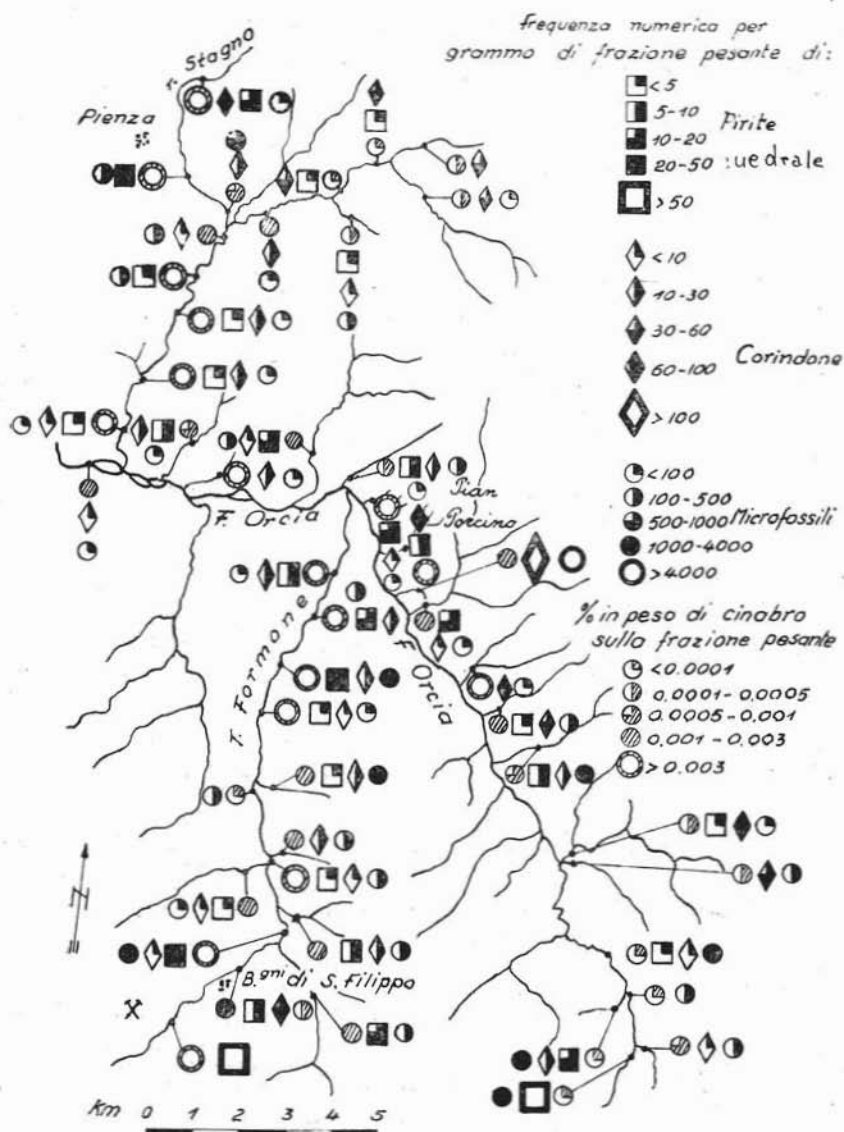 frequenza numerica per
grammo di frazione pesante di:
<5
5-10
10-20
20-50
>50
Pirite
euedrale
<10
10-30
30-60
60-100
>100
Corindone
<100
100-500
500-1000
1000-4000
>4000
Microfossili
% in peso di cinabro
sulla frazione pesante
<0.0001
0.0001-0.0005
0.0005-0.001
0.001-0.003
>0.003
r. Stagno
Pienza
F. Orcia
Pian
Porcino
T. Formone
F. Orcia
N
B.gni di S. Filippo
Km 0 1 2 3 4 5